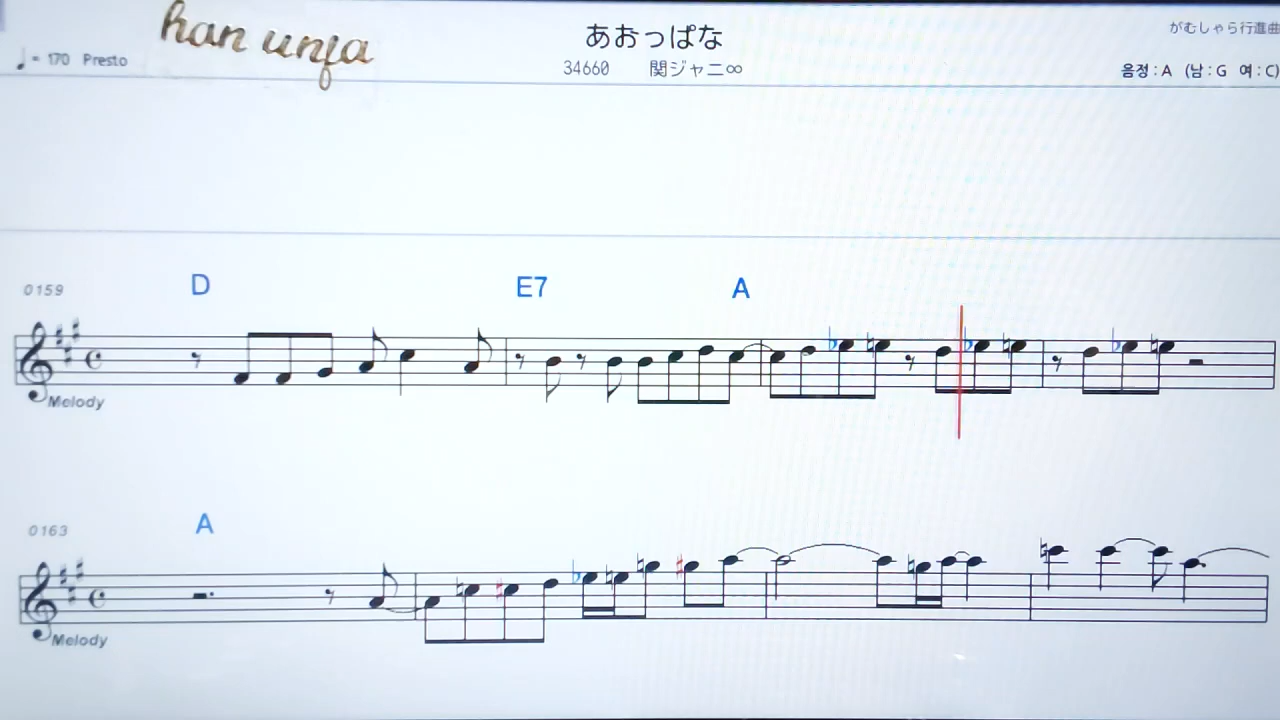 han unja
あおっぱな
がむしゃら行進曲
♩= 170 Presto
34660 関ジャニ∞
음정 : A (남 : G 여 : C)
0159
D E7 A
Melody
0163
A
Melody